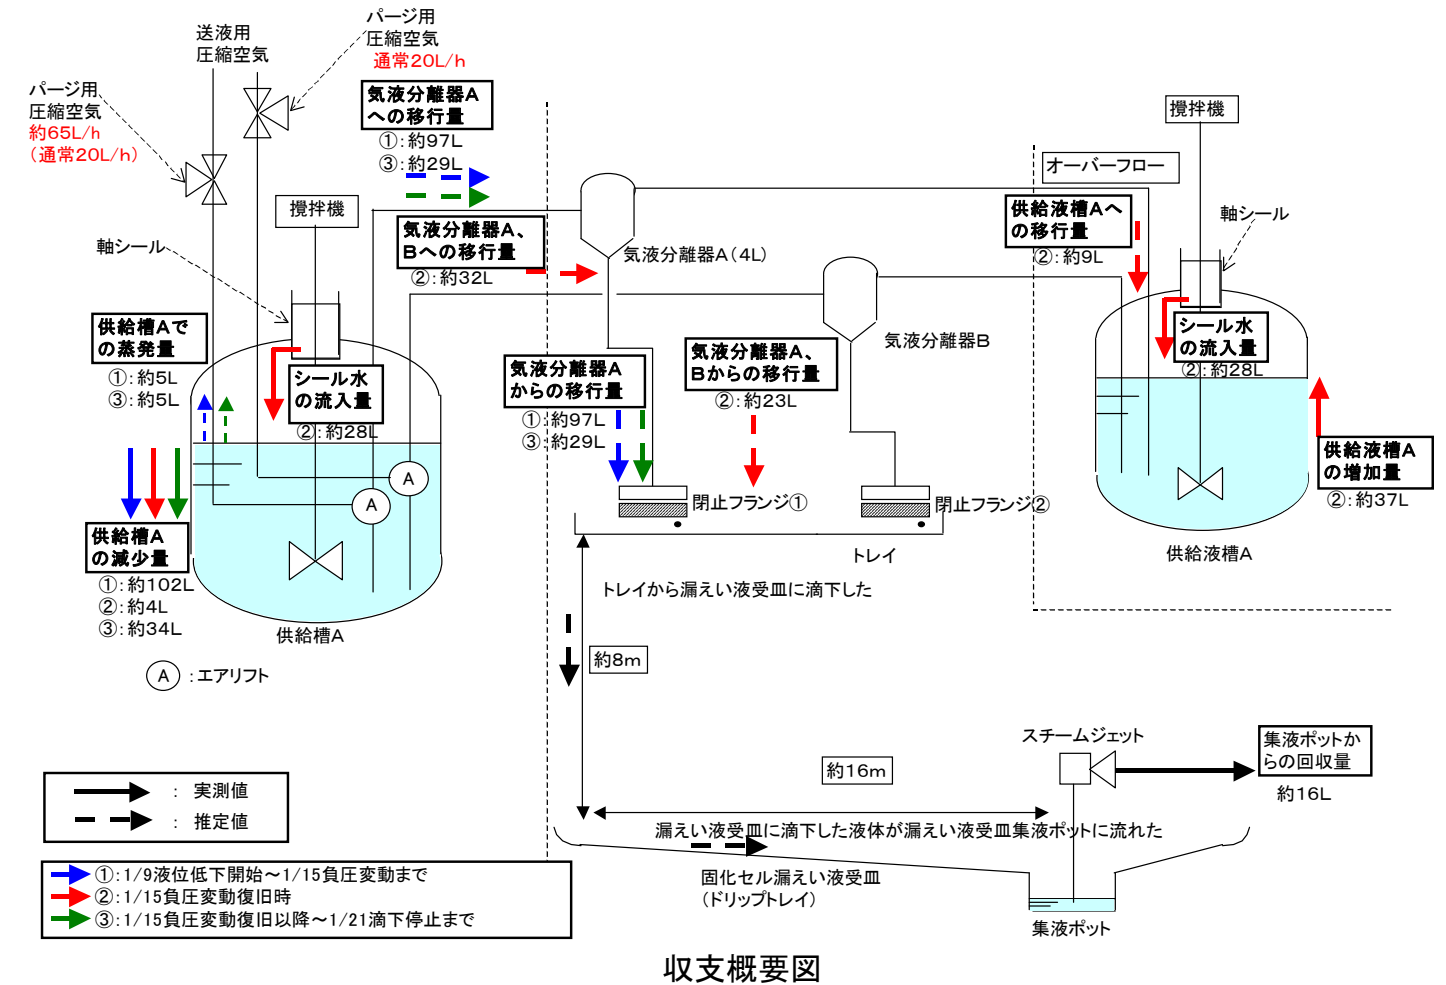 送液用
圧縮空気
パージ用
圧縮空気
通常20L/h
パージ用
圧縮空気
約65L/h
(通常20L/h)
気液分離器A
への移行量
①:約97L
③:約29L
攪拌機
軸シール
気液分離器A、
Bへの移行量
②:約32L
気液分離器A(4L)
気液分離器B
攪拌機
オーバーフロー
供給液槽Aへ
の移行量
②:約9L
軸シール
シール水
の流入量
②:約28L
供給槽Aで
の蒸発量
①:約5L
③:約5L
シール水
の流入量
②:約28L
気液分離器A
からの移行量
①:約97L
③:約29L
気液分離器A、
Bからの移行量
②:約23L
供給液槽A
の増加量
②:約37L
A
A
閉止フランジ①
閉止フランジ②
トレイ
供給液槽A
供給槽A
の減少量
①:約102L
②:約4L
③:約34L
供給槽A
A :エアリフト
トレイから漏えい液受皿に滴下した
約8m
約16m
スチームジェット
集液ポットか
らの回収量
約16L
漏えい液受皿に滴下した液体が漏えい液受皿集液ポットに流れた
固化セル漏えい液受皿
(ドリップトレイ)
集液ポット
: 実測値
: 推定値
①:1/9液位低下開始～1/15負圧変動まで
②:1/15負圧変動復旧時
③:1/15負圧変動復旧以降～1/21滴下停止まで
収支概要図